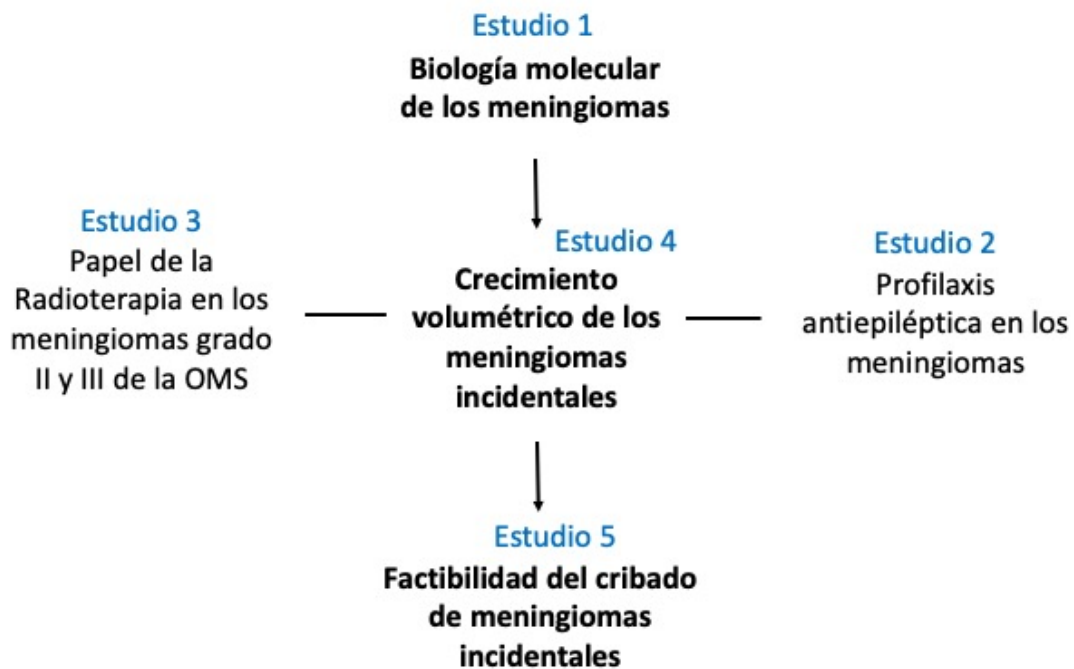 Estudio 1
Biología molecular
de los meningiomas
Estudio 3
Papel de la
Radioterapia en los
meningiomas grado
II y III de la OMS
Estudio 4
Crecimiento
volumétrico de los
meningiomas
incidentales
Estudio 2
Profilaxis
antiepiléptica en los
meningiomas
Estudio 5
Factibilidad del cribado
de meningiomas
incidentales